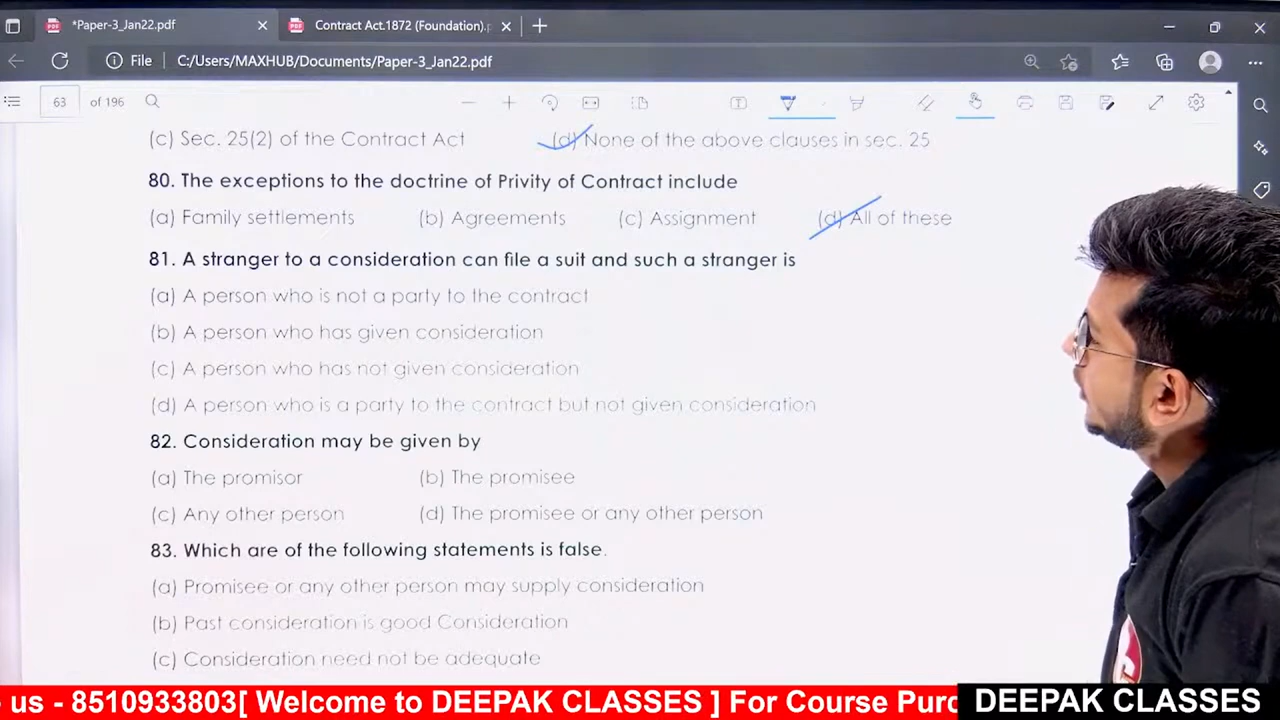 *Paper-3_Jan22.pdf
Contract Act.1872 (Foundation).p
File C:/Users/MAXHUB/Documents/Paper-3_Jan22.pdf
63 of 196
(c) Sec. 25(2) of the Contract Act (d) None of the above clauses in sec. 25
80. The exceptions to the doctrine of Privity of Contract include
(a) Family settlements (b) Agreements (c) Assignment (d) All of these
81. A stranger to a consideration can file a suit and such a stranger is
(a) A person who is not a party to the contract
(b) A person who has given consideration
(c) A person who has not given consideration
(d) A person who is a party to the contract but not given consideration
82. Consideration may be given by
(a) The promisor (b) The promisee
(c) Any other person (d) The promisee or any other person
83. Which are of the following statements is false.
(a) Promisee or any other person may supply consideration
(b) Past consideration is good Consideration
(c) Consideration need not be adequate
us - 8510933803[ Welcome to DEEPAK CLASSES ] For Course Purc
DEEPAK CLASSES